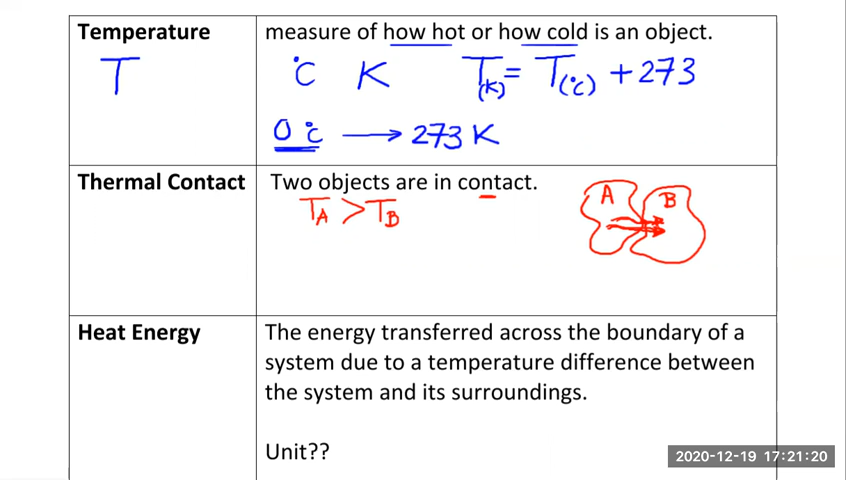 Temperature
measure of how hot or how cold is an object.
T
°C K T(K) = T(°C) + 273
0 °C → 273 K
Thermal Contact
Two objects are in contact.
TA > TB
A B
Heat Energy
The energy transferred across the boundary of a
system due to a temperature difference between
the system and its surroundings.
Unit??
2020-12-19 17:21:20